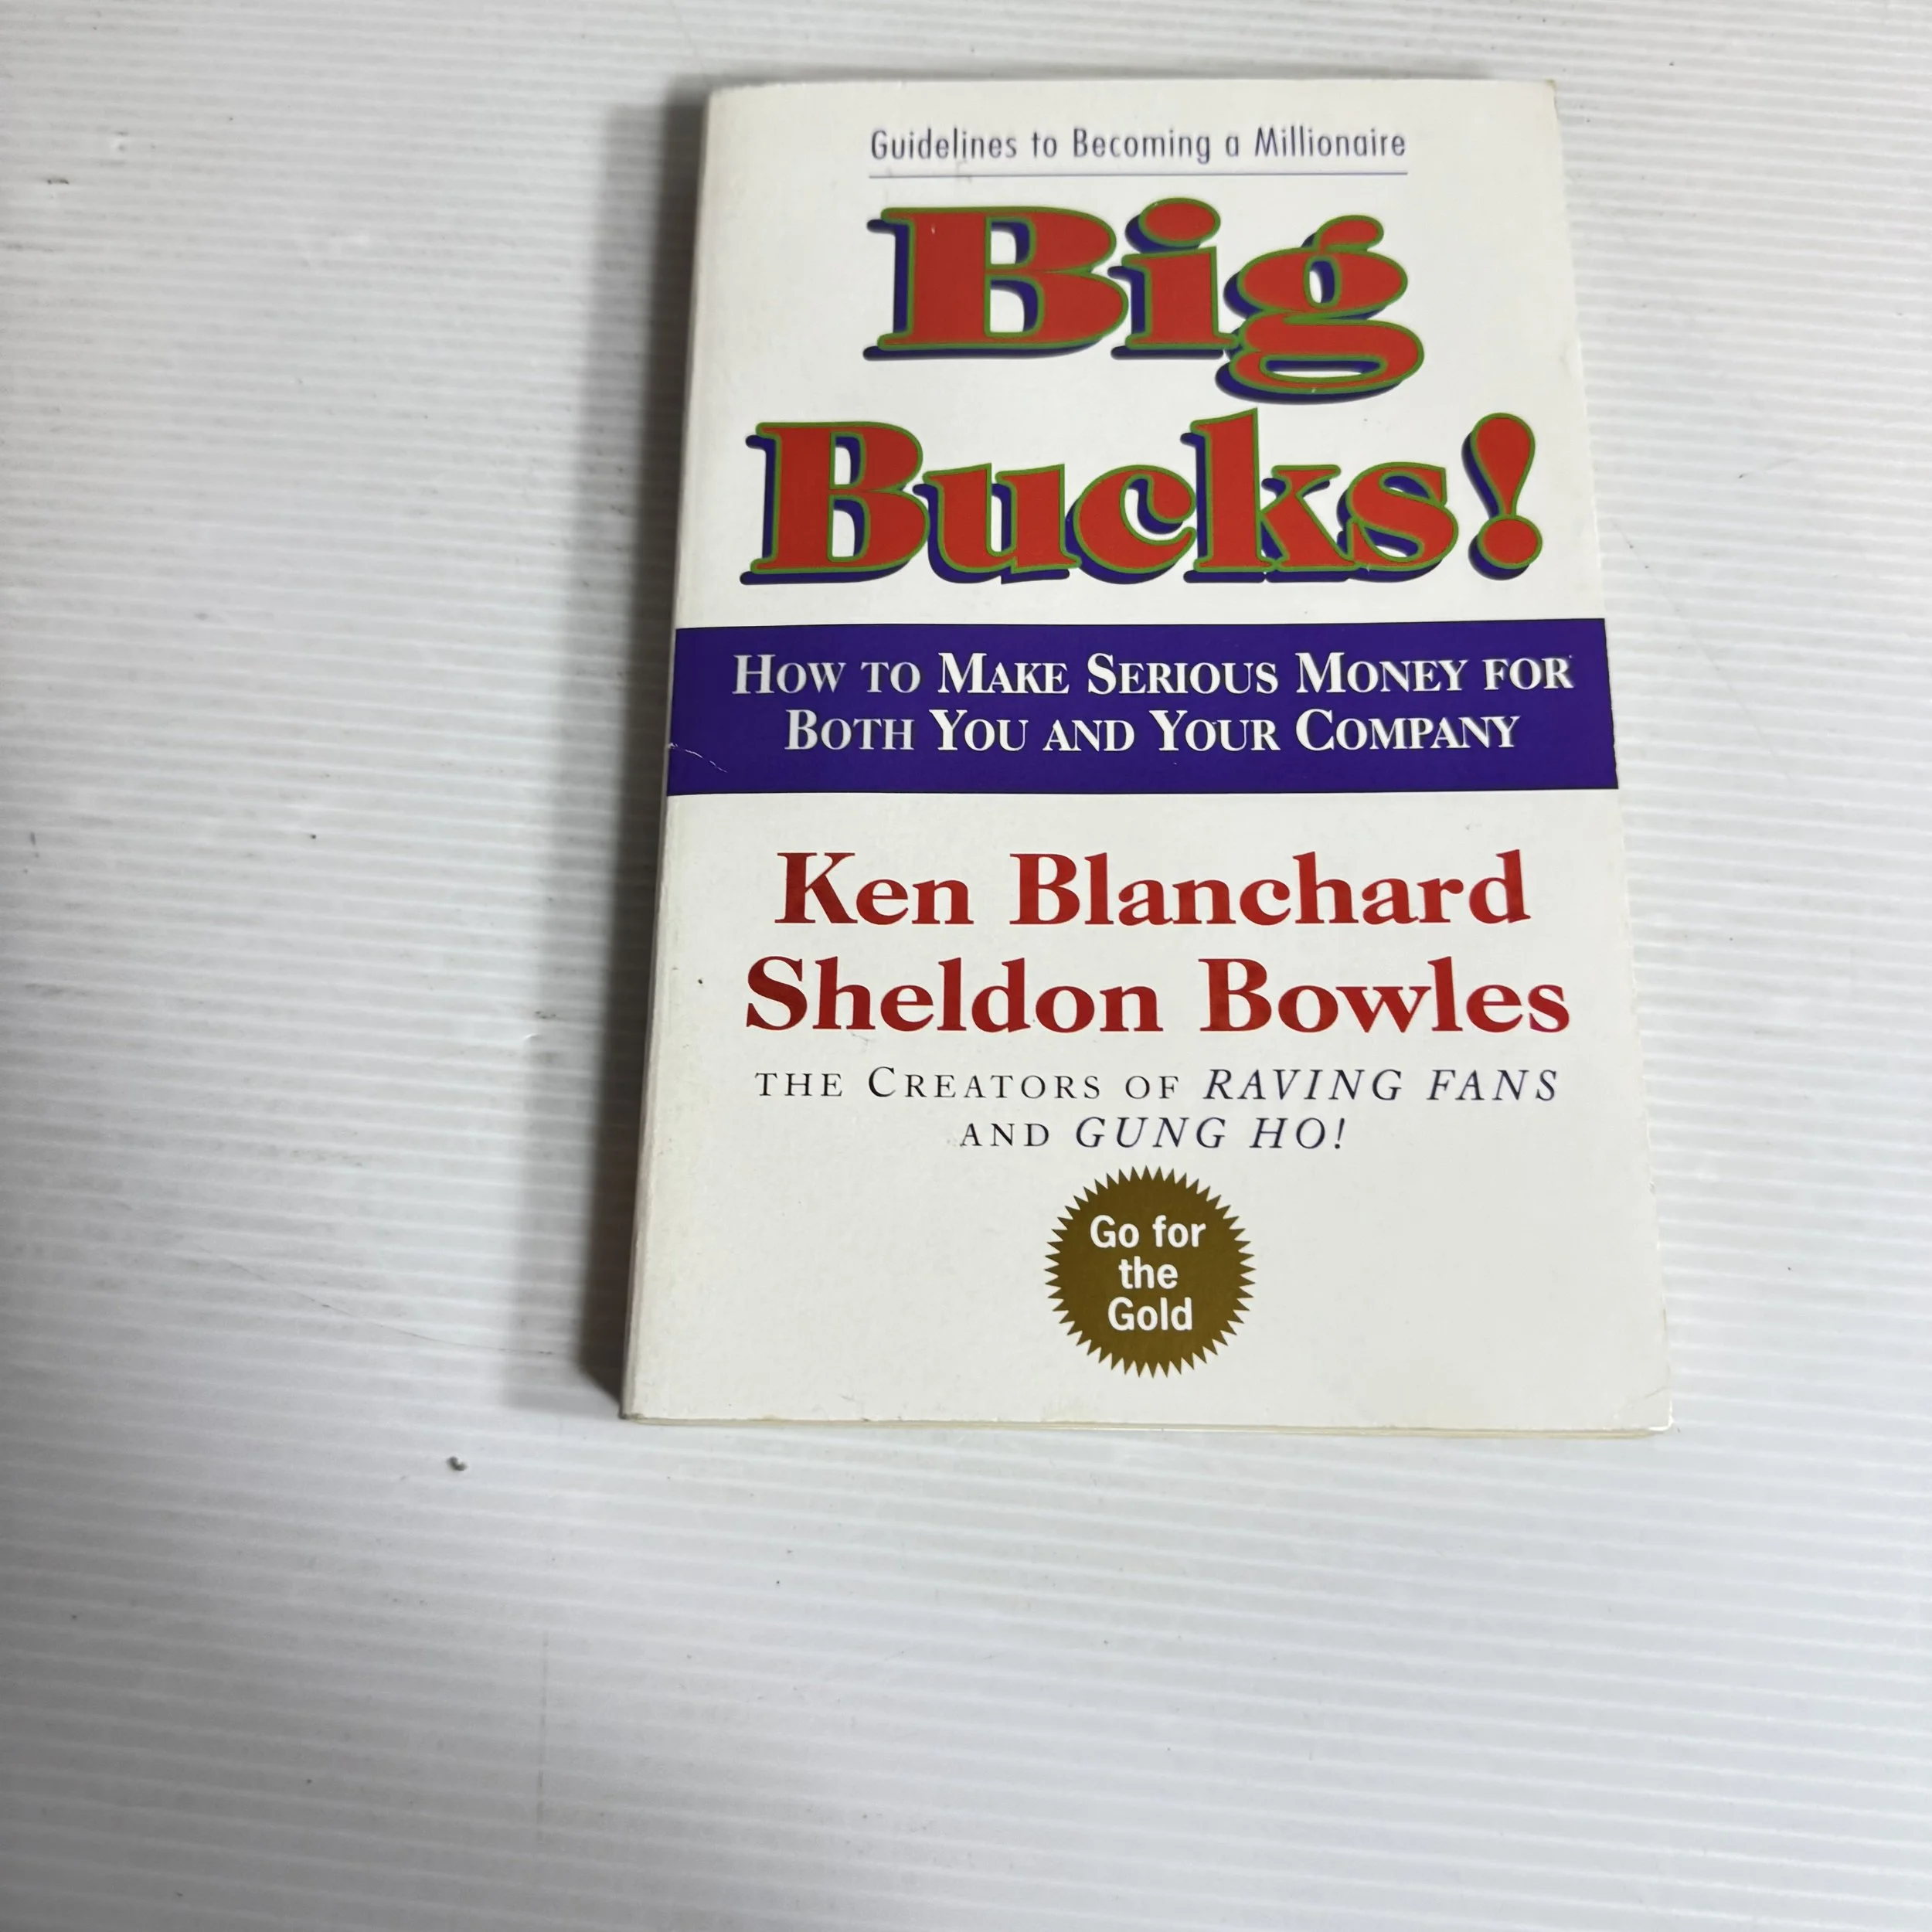 Guidelines to Becoming a Millionaire
Big
Bucks!
HOW TO MAKE SERIOUS MONEY FOR
BOTH YOU AND YOUR COMPANY
Ken Blanchard
Sheldon Bowles
THE CREATORS OF RAVING FANS
AND GUNG HO!
Go for
the
Gold